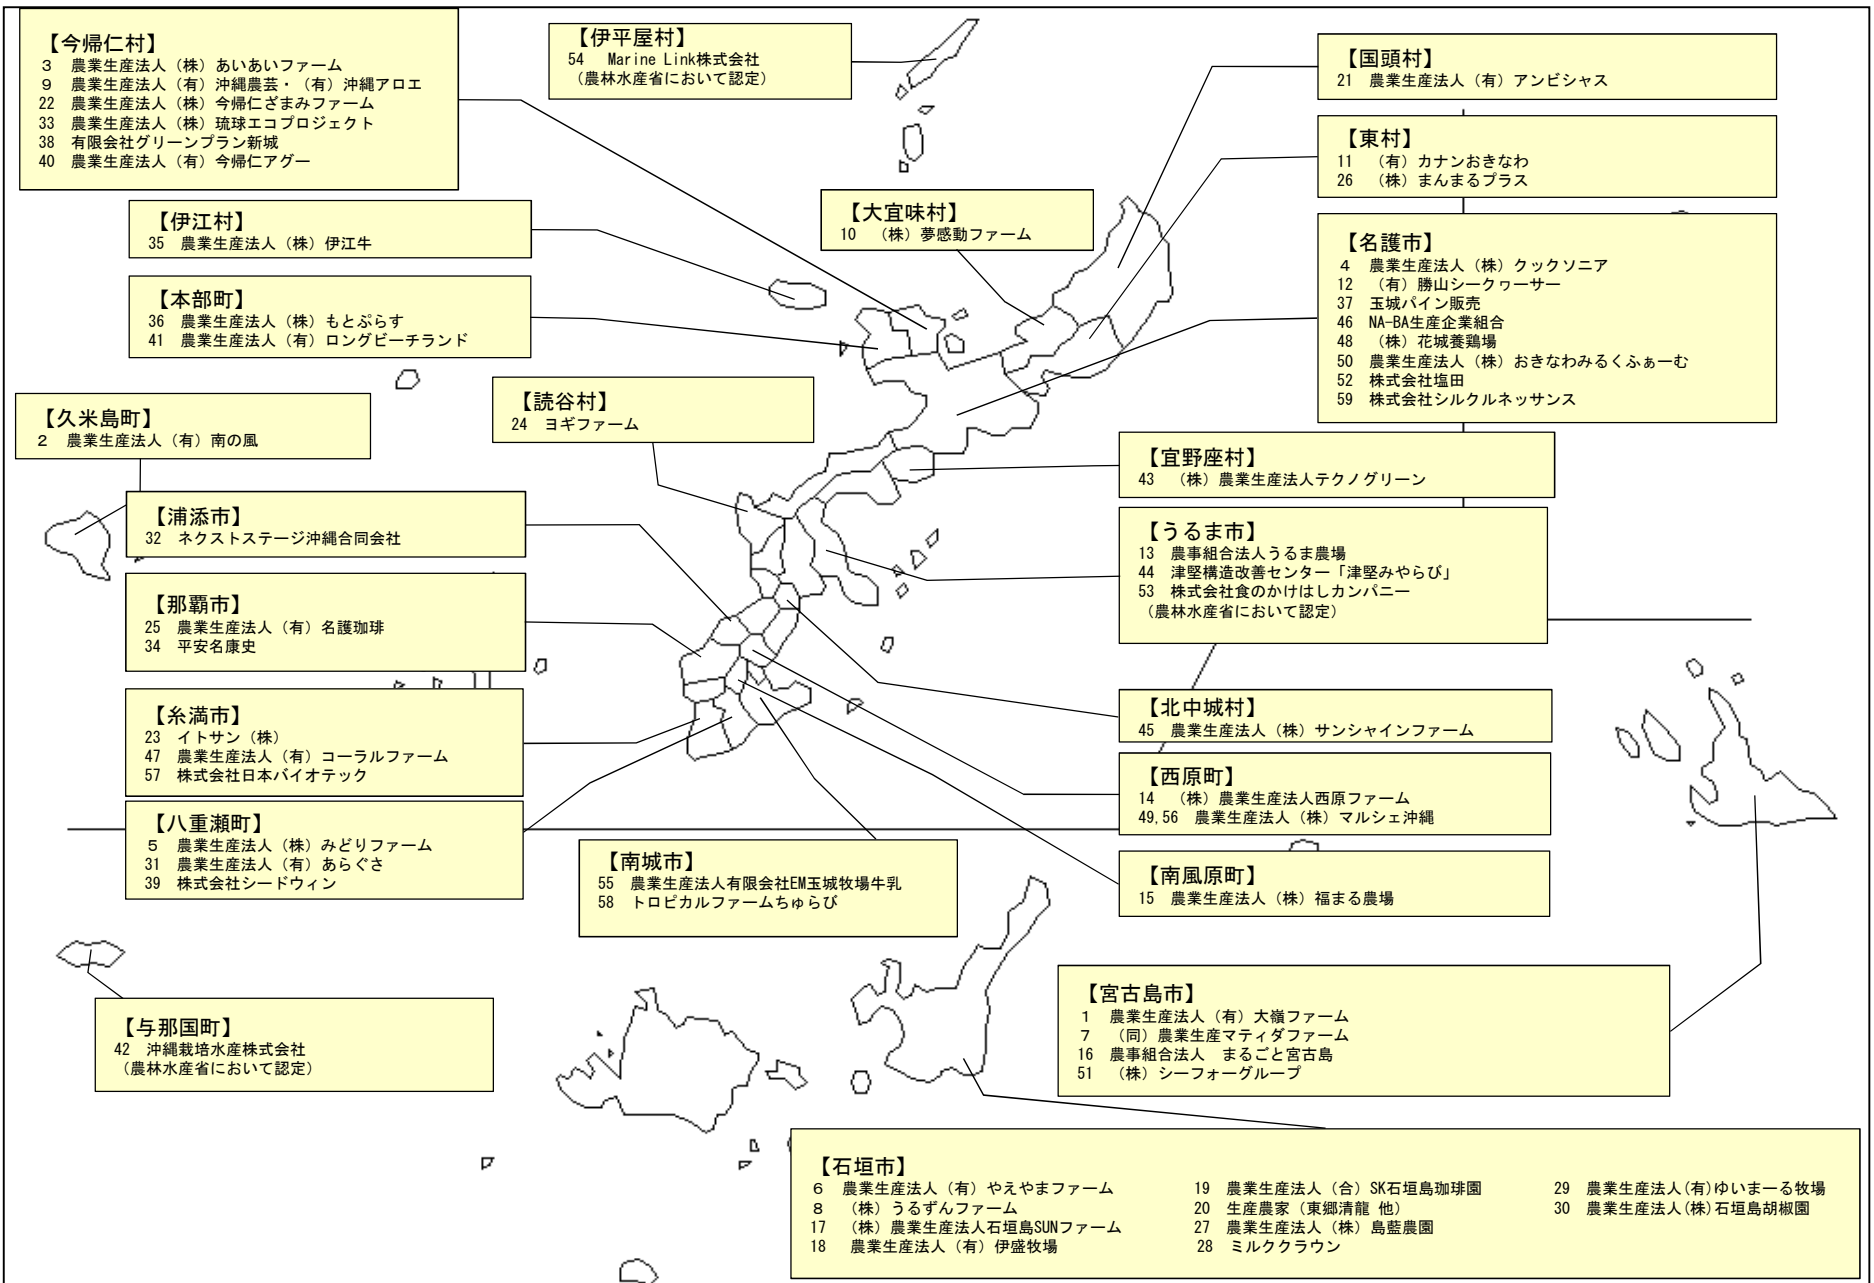 【今帰仁村】
3 農業生産法人（株）あいあいファーム
9 農業生産法人（有）沖縄農芸・（有）沖縄アロエ
22 農業生産法人（株）今帰仁ざまみファーム
33 農業生産法人（株）琉球エコプロジェクト
38 有限会社グリーンプラン新城
40 農業生産法人（有）今帰仁アグー
【伊平屋村】
54 Marine Link株式会社
（農林水産省において認定）
【国頭村】
21 農業生産法人（有）アンビシャス
【東村】
11 （有）カナンおきなわ
26 （株）まんまるプラス
【伊江村】
35 農業生産法人（株）伊江牛
【大宜味村】
10 （株）夢感動ファーム
【名護市】
4 農業生産法人（株）クックソニア
12 （有）勝山シークヮーサー
37 玉城パイン販売
46 NA-BA生産企業組合
48 （株）花城養鶏場
50 農業生産法人（株）おきなわみるくふぁーむ
52 株式会社塩田
59 株式会社シルクルネッサンス
【本部町】
36 農業生産法人（株）もとぷらす
41 農業生産法人（有）ロングビーチランド
【久米島町】
2 農業生産法人（有）南の風
【読谷村】
24 ヨギファーム
【宜野座村】
43 （株）農業生産法人テクノグリーン
【浦添市】
32 ネクストステージ沖縄合同会社
【うるま市】
13 農事組合法人うるま農場
44 津堅構造改善センター「津堅みやらび」
53 株式会社食のかけはしカンパニー
（農林水産省において認定）
【那覇市】
25 農業生産法人（有）名護珈琲
34 平安名康史
【糸満市】
23 イトサン（株）
47 農業生産法人（有）コーラルファーム
57 株式会社日本バイオテック
【北中城村】
45 農業生産法人（株）サンシャインファーム
【西原町】
14 （株）農業生産法人西原ファーム
49,56 農業生産法人（株）マルシェ沖縄
【八重瀬町】
5 農業生産法人（株）みどりファーム
31 農業生産法人（有）あらぐさ
39 株式会社シードウィン
【南城市】
55 農業生産法人有限会社EM玉城牧場牛乳
58 トロピカルファームちゅらび
【南風原町】
15 農業生産法人（株）福まる農場
【与那国町】
42 沖縄栽培水産株式会社
（農林水産省において認定）
【宮古島市】
1 農業生産法人（有）大嶺ファーム
7 （同）農業生産マティダファーム
16 農事組合法人 まるごと宮古島
51 （株）シーフォーグループ
【石垣市】
6 農業生産法人（有）やえやまファーム
8 （株）うるずんファーム
17 （株）農業生産法人石垣島SUNファーム
18 農業生産法人（有）伊盛牧場
19 農業生産法人（合）SK石垣島珈琲園
20 生産農家（東郷清龍 他）
27 農業生産法人（株）島藍農園
28 ミルククラウン
29 農業生産法人(有)ゆいまーる牧場
30 農業生産法人(株)石垣島胡椒園